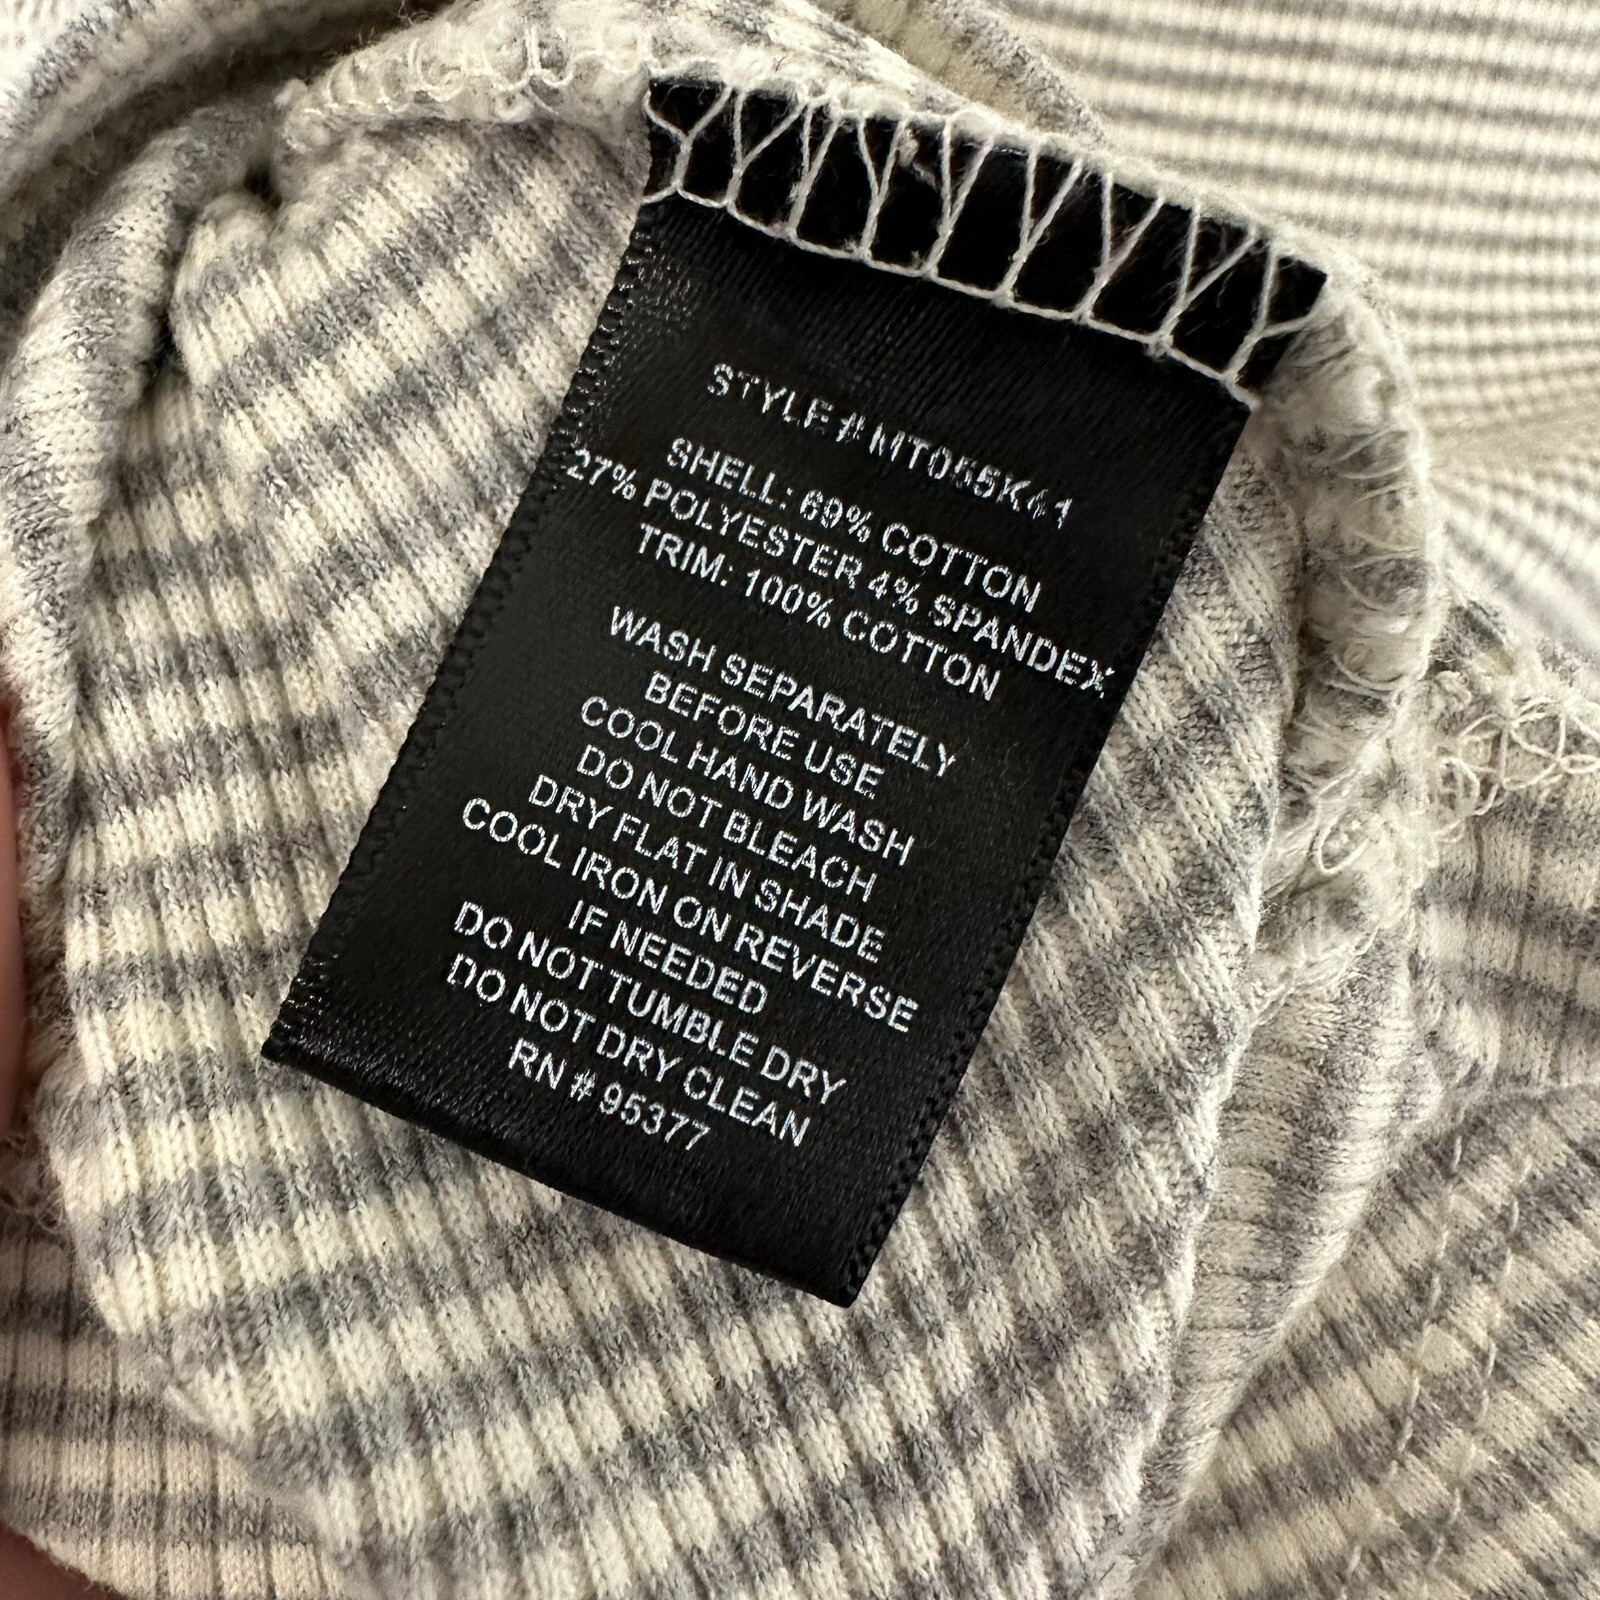 STYLE # MT055K41
SHELL: 69% COTTON
27% POLYESTER 4% SPANDEX
TRIM: 100% COTTON
WASH SEPARATELY
BEFORE USE
COOL HAND WASH
DO NOT BLEACH
DRY FLAT IN SHADE
COOL IRON ON REVERSE
IF NEEDED
DO NOT TUMBLE DRY
DO NOT DRY CLEAN
RN # 95377